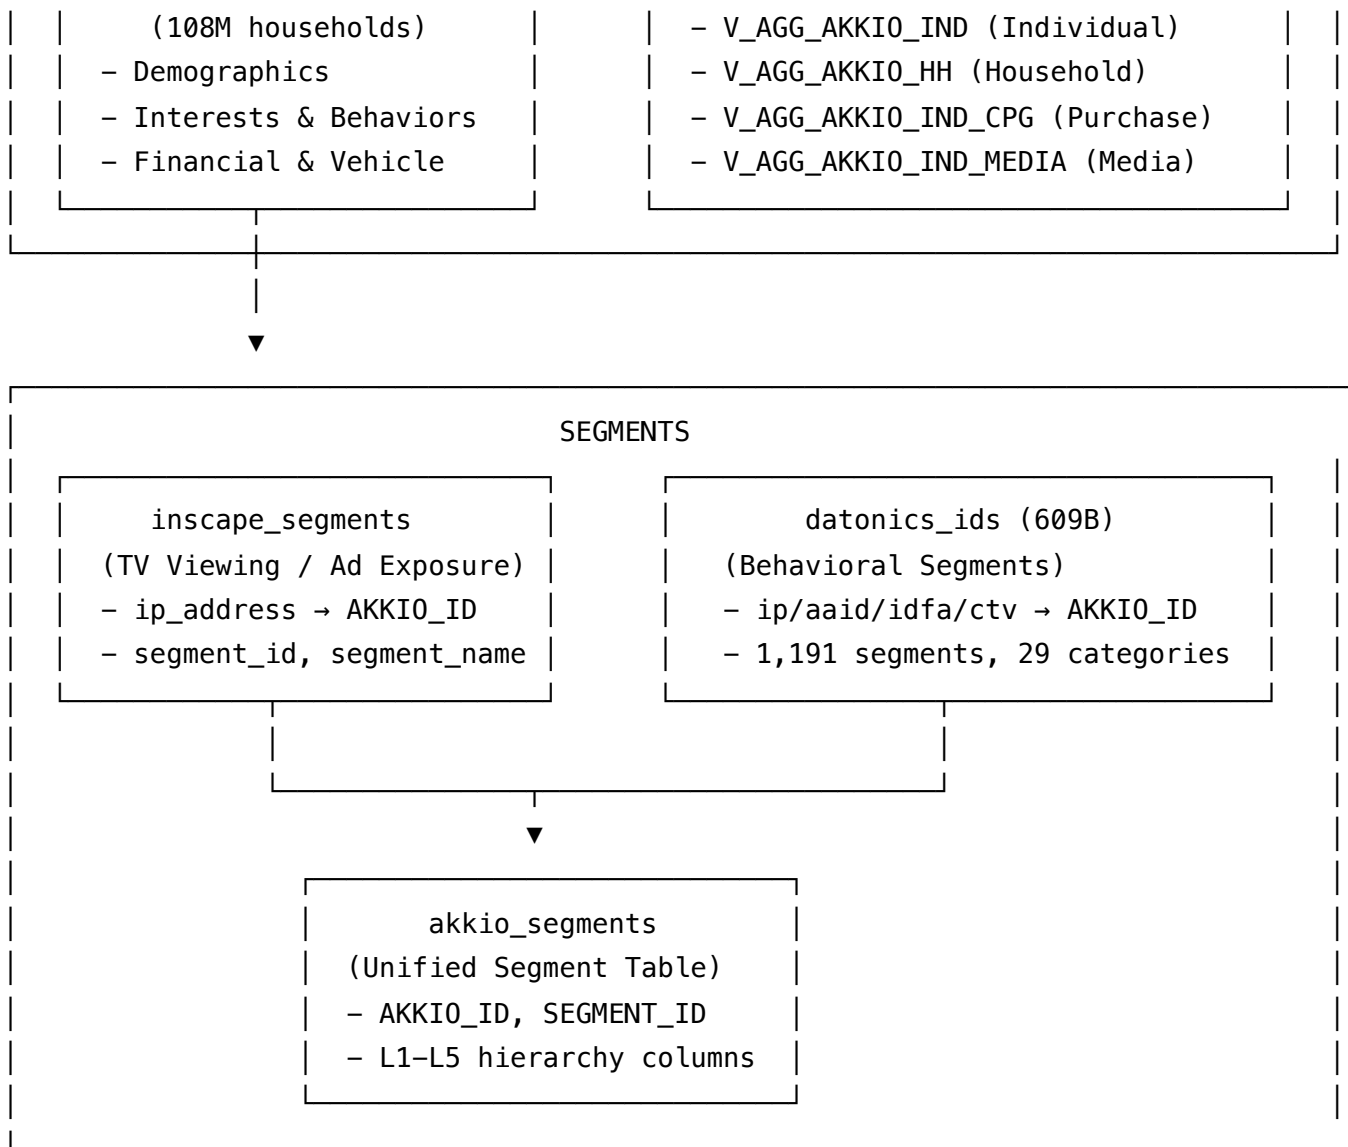 (108M households)
– Demographics
– Interests & Behaviors
– Financial & Vehicle
– V_AGG_AKKIO_IND (Individual)
– V_AGG_AKKIO_HH (Household)
– V_AGG_AKKIO_IND_CPG (Purchase)
– V_AGG_AKKIO_IND_MEDIA (Media)
SEGMENTS
inscape_segments
(TV Viewing / Ad Exposure)
– ip_address → AKKIO_ID
– segment_id, segment_name
datonics_ids (609B)
(Behavioral Segments)
– ip/aaid/idfa/ctv → AKKIO_ID
– 1,191 segments, 29 categories
akkio_segments
(Unified Segment Table)
– AKKIO_ID, SEGMENT_ID
– L1–L5 hierarchy columns